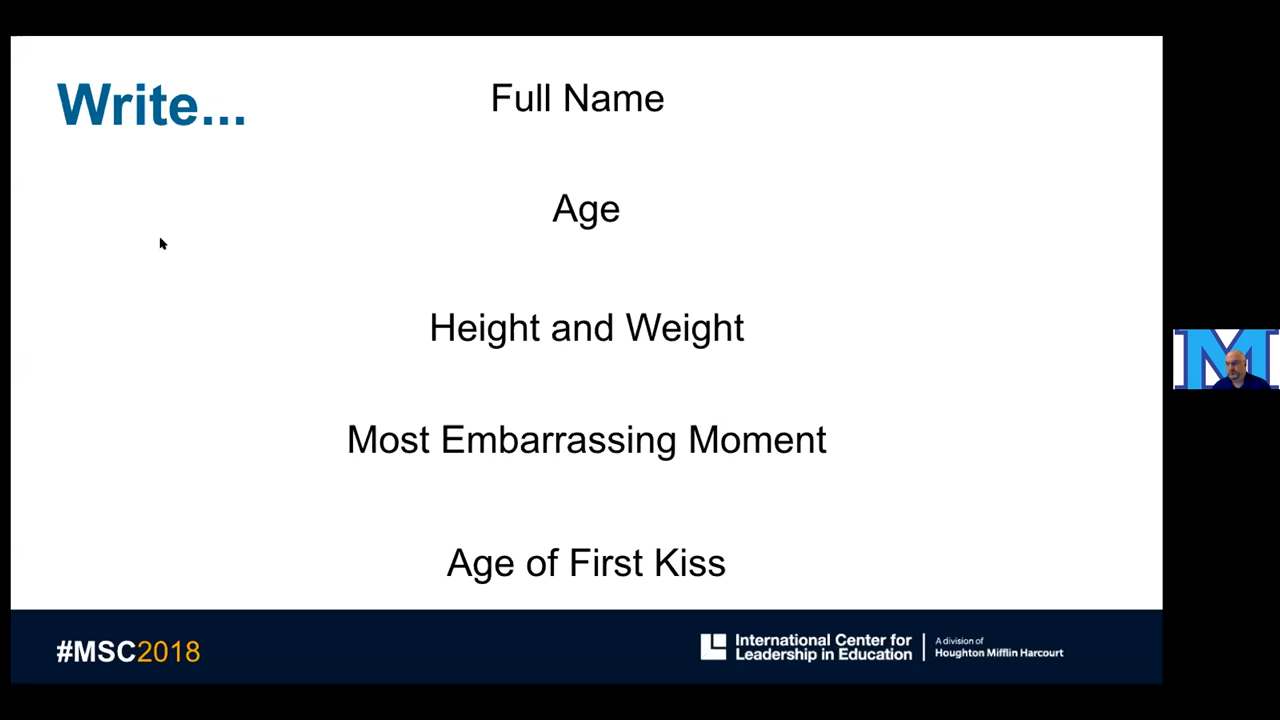 Write...
Full Name
Age
Height and Weight
Most Embarrassing Moment
Age of First Kiss
#MSC2018
International Center for
Leadership in Education
A division of
Houghton Mifflin Harcourt
M